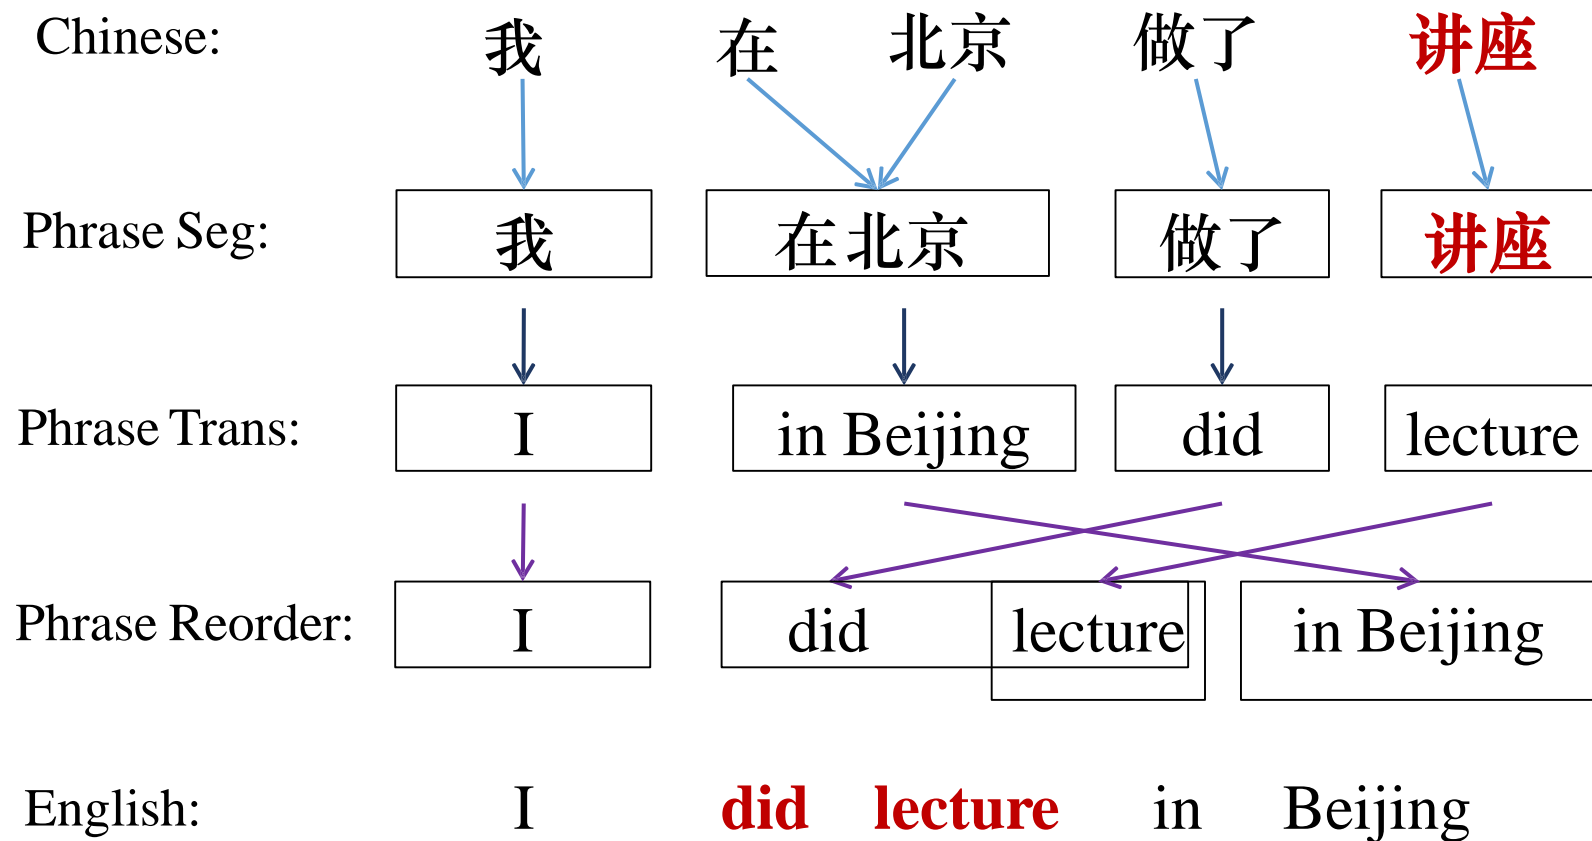 Chinese: 我 在 北京 做了 讲座
Phrase Seg: 我 在北京 做了 讲座
Phrase Trans: I in Beijing did lecture
Phrase Reorder: I did lecture in Beijing
English: I did lecture in Beijing